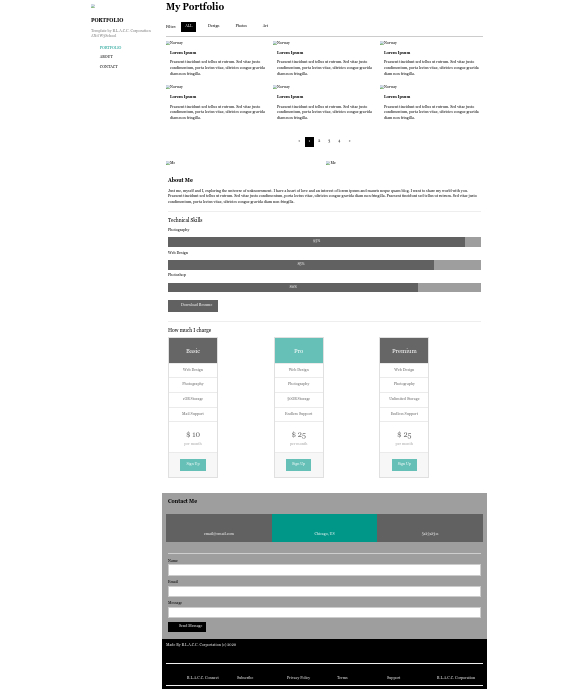 PORTFOLIO
Template by B.L.A.C.C. Corporation
PORTFOLIO
ABOUT
CONTACT
My Portfolio
Filter: ALL Design Photos Art
Norway Norway Norway
Lorem Ipsum Lorem Ipsum Lorem Ipsum
Praesent tincidunt sed tellus ut rutrum. Sed vitae justo Praesent tincidunt sed tellus ut rutrum. Sed vitae justo Praesent tincidunt sed tellus ut rutrum. Sed vitae justo
condimentum, porta lectus vitae, ultricies congue gravida condimentum, porta lectus vitae, ultricies congue gravida condimentum, porta lectus vitae, ultricies congue gravida
diam non fringilla. diam non fringilla. diam non fringilla.
Norway Norway Norway
Lorem Ipsum Lorem Ipsum Lorem Ipsum
Praesent tincidunt sed tellus ut rutrum. Sed vitae justo Praesent tincidunt sed tellus ut rutrum. Sed vitae justo Praesent tincidunt sed tellus ut rutrum. Sed vitae justo
condimentum, porta lectus vitae, ultricies congue gravida condimentum, porta lectus vitae, ultricies congue gravida condimentum, porta lectus vitae, ultricies congue gravida
diam non fringilla. diam non fringilla. diam non fringilla.
« 1 2 3 4 »
Me Me
About Me
Just me, myself and I, exploring the universe of unknownment. I have a heart of love and an interest of lorem ipsum and mauris neque quam blog. I want to share my world with you.
Praesent tincidunt sed tellus ut rutrum. Sed vitae justo condimentum, porta lectus vitae, ultricies congue gravida diam non fringilla. Praesent tincidunt sed tellus ut rutrum. Sed vitae justo
condimentum, porta lectus vitae, ultricies congue gravida diam non fringilla.
Technical Skills
Photography
95%
Web Design
85%
Photoshop
80%
Download Resume
How much I charge
Basic Pro Premium
Web Design Web Design Web Design
Photography Photography Photography
Storage Storage Unlimited Storage
Mail Support Endless Support Endless Support
$ 10 $ 25 $ 25
per month per month per month
Sign Up Sign Up Sign Up
Contact Me
email@email.com Chicago, US
Name
Email
Message
Send Message
Made By B.L.A.C.C. Corporation (c) 2020
B.L.A.C.C. Connect Subscribe Privacy Policy Terms Support B.L.A.C.C. Corporation